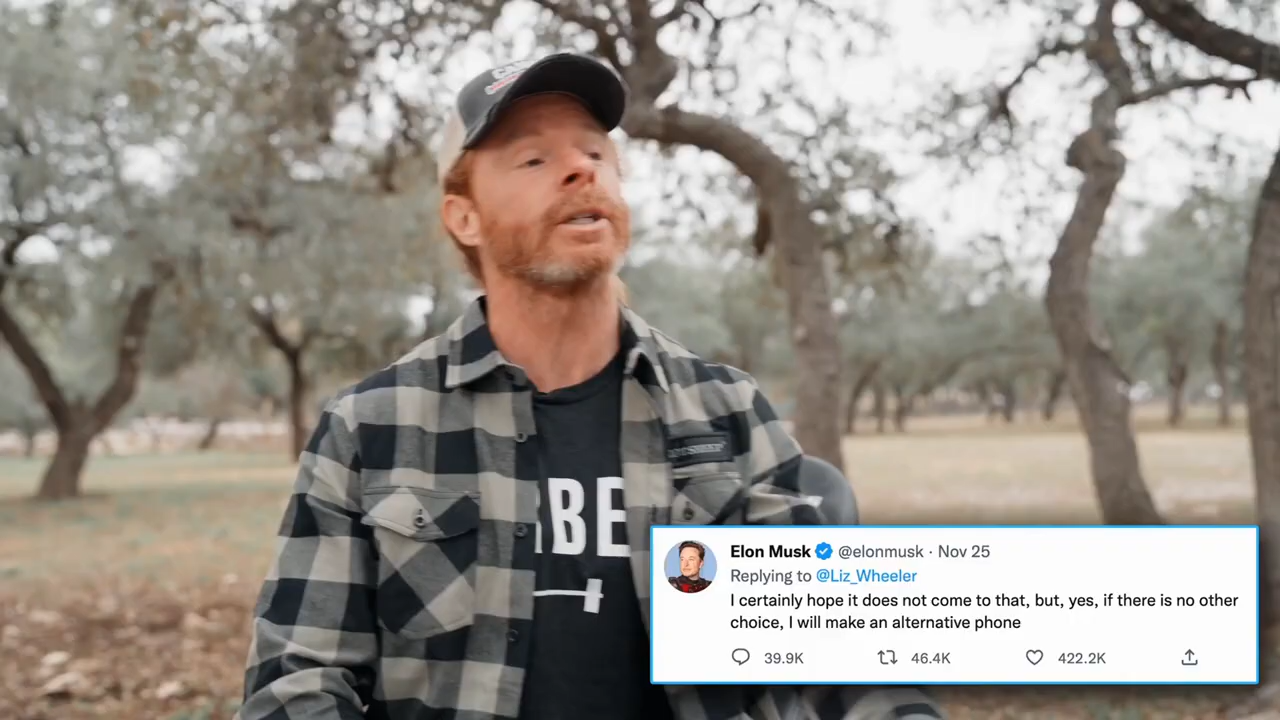 RBE
Elon Musk @elonmusk · Nov 25
Replying to @Liz_Wheeler
I certainly hope it does not come to that, but, yes, if there is no other
choice, I will make an alternative phone
39.9K 46.4K 422.2K